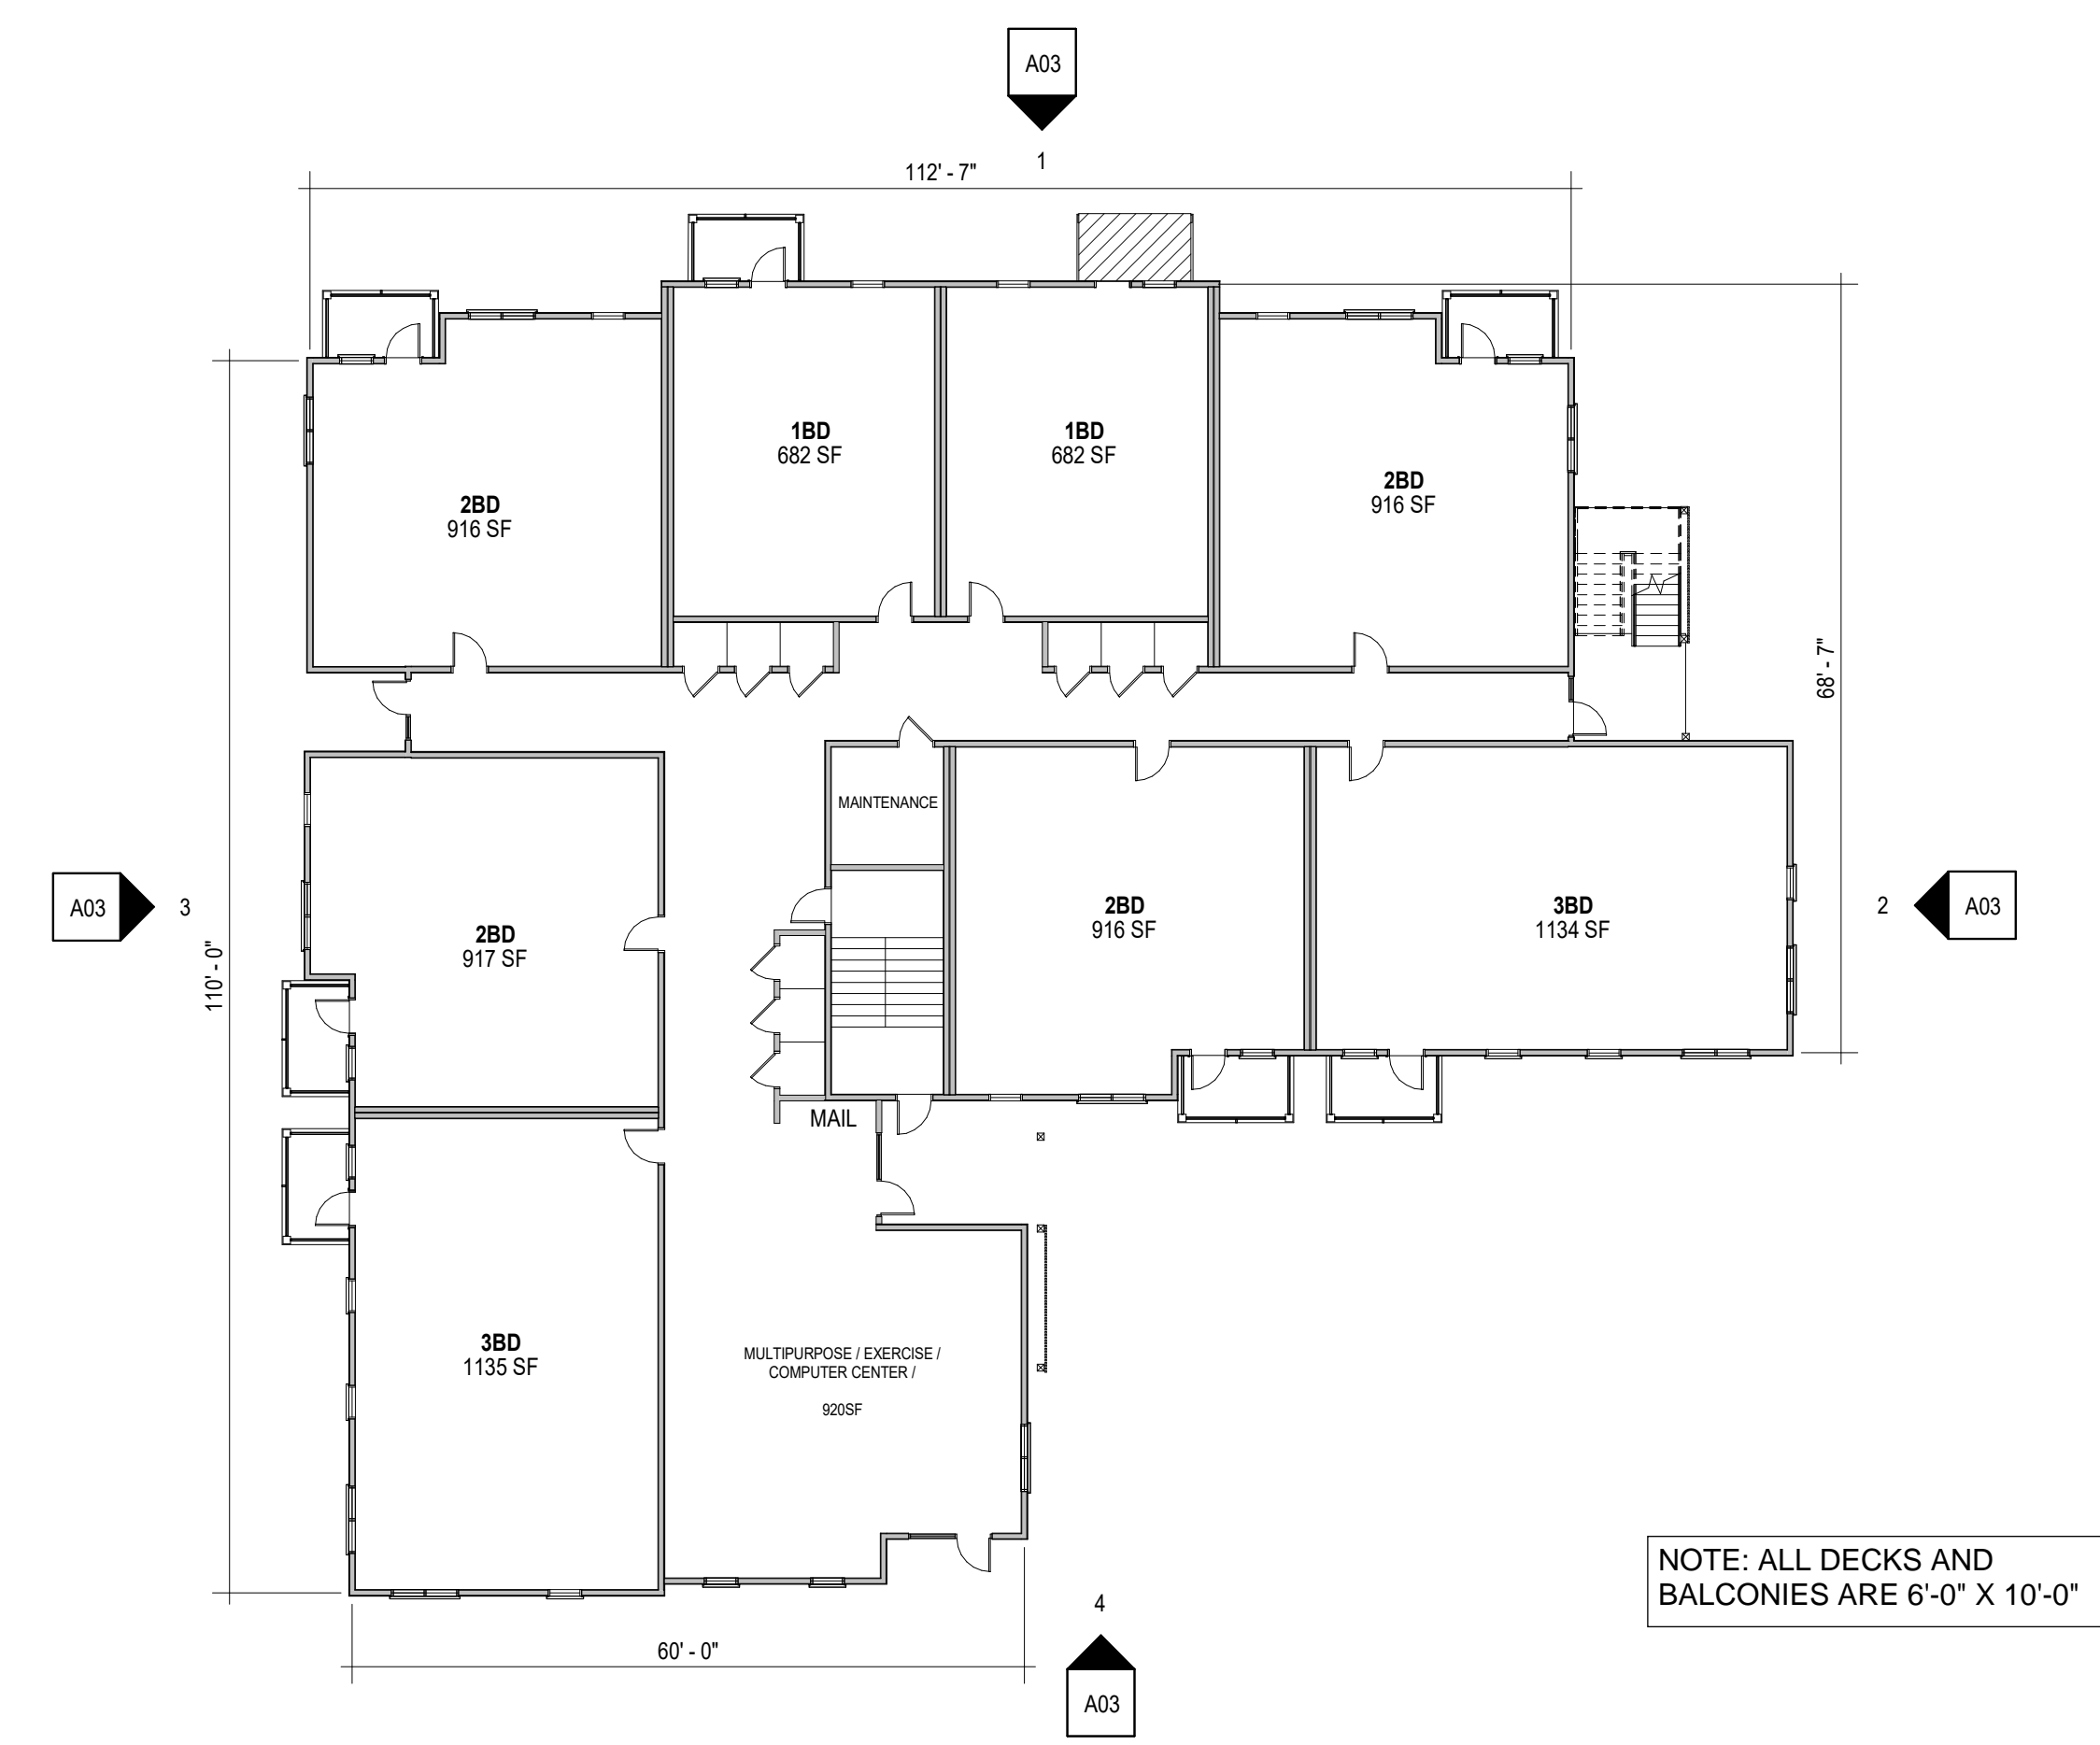 A03
1
112' - 7"
1BD
682 SF
1BD
682 SF
2BD
916 SF
2BD
916 SF
68' - 7"
MAINTENANCE
A03
3
2BD
917 SF
2BD
916 SF
3BD
1134 SF
2
A03
110' - 0"
MAIL
3BD
1135 SF
MULTIPURPOSE / EXERCISE /
COMPUTER CENTER /
920SF
NOTE: ALL DECKS AND
BALCONIES ARE 6'-0" X 10'-0"
4
60' - 0"
A03